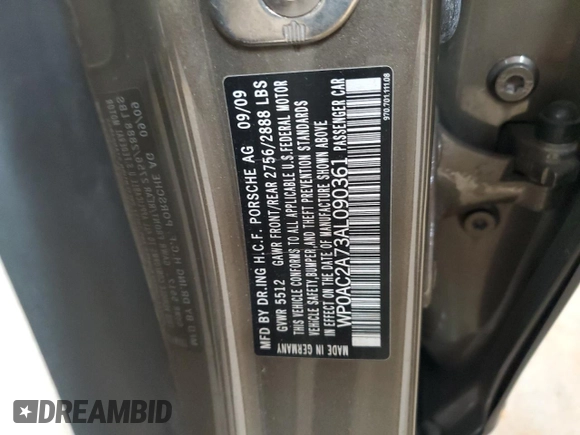 MFD BY DR.ING H.C.F. PORSCHE AG 09/09
GVWR 5512 GAWR FRONT/REAR 2756/2888 LBS
THIS VEHICLE CONFORMS TO ALL APPLICABLE U.S.FEDERAL MOTOR
VEHICLE SAFETY,BUMPER,AND THEFT PREVENTION STANDARDS
IN EFFECT ON THE DATE OF MANUFACTURE SHOWN ABOVE
WP0AC2A73AL090361 PASSENGER CAR
MADE IN GERMANY
970.701.111.08
DREAMBID